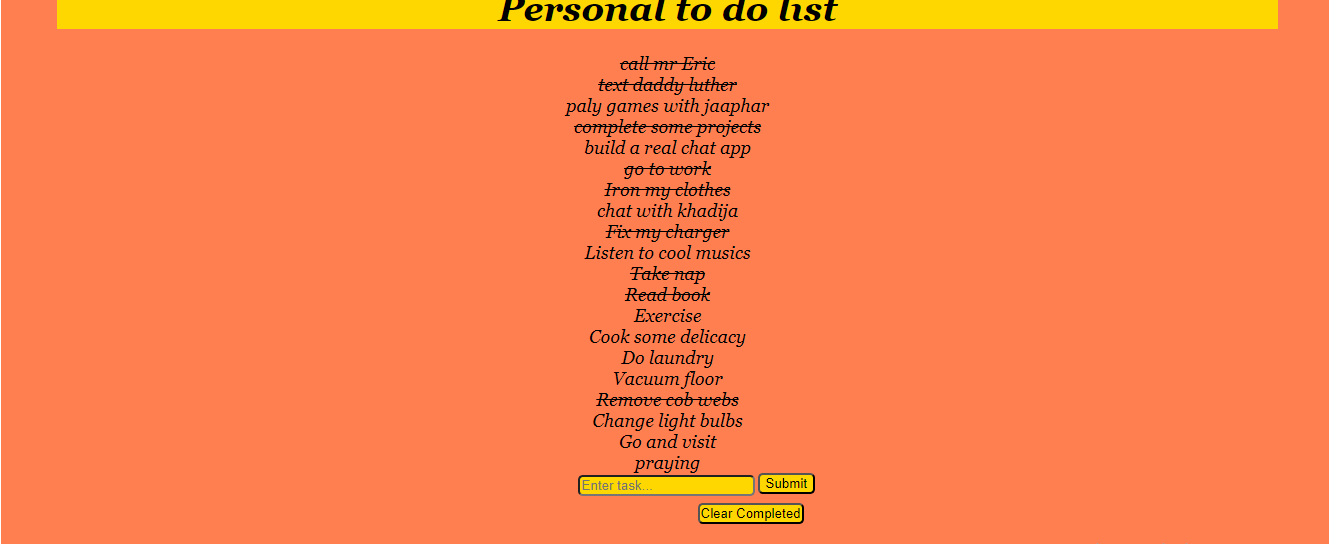 Personal to do list
call mr Eric
text daddy luther
paly games with jaaphar
complete some projects
build a real chat app
go to work
Iron my clothes
chat with khadija
Fix my charger
Listen to cool musics
Take nap
Read book
Exercise
Cook some delicacy
Do laundry
Vacuum floor
Remove cob webs
Change light bulbs
Go and visit
praying
Enter task... Submit
Clear Completed